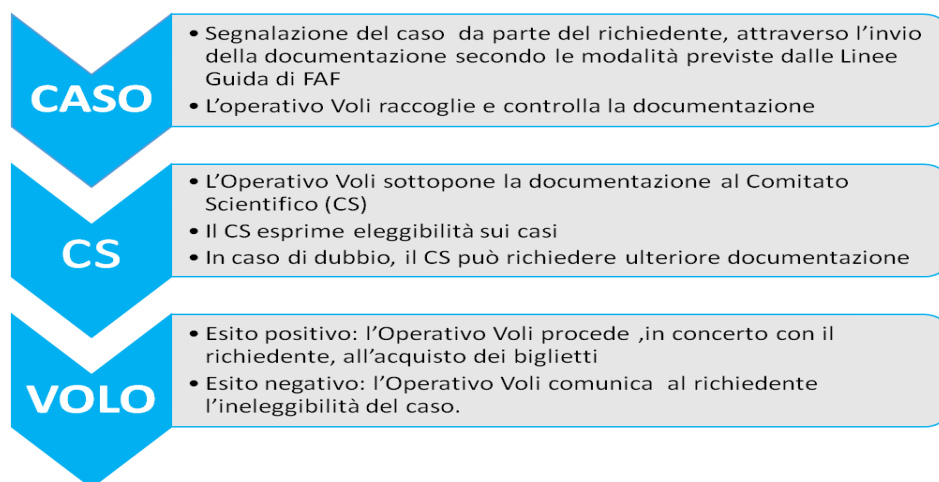 CASO
• Segnalazione del caso da parte del richiedente, attraverso l'invio
della documentazione secondo le modalità previste dalle Linee
Guida di FAF
• L'operativo Voli raccoglie e controlla la documentazione
CS
• L'Operativo Voli sottopone la documentazione al Comitato
Scientifico (CS)
• Il CS esprime eleggibilità sui casi
• In caso di dubbio, il CS può richiedere ulteriore documentazione
VOLO
• Esito positivo: l'Operativo Voli procede ,in concerto con il
richiedente, all'acquisto dei biglietti
• Esito negativo: l'Operativo Voli comunica al richiedente
l'ineleggibilità del caso.